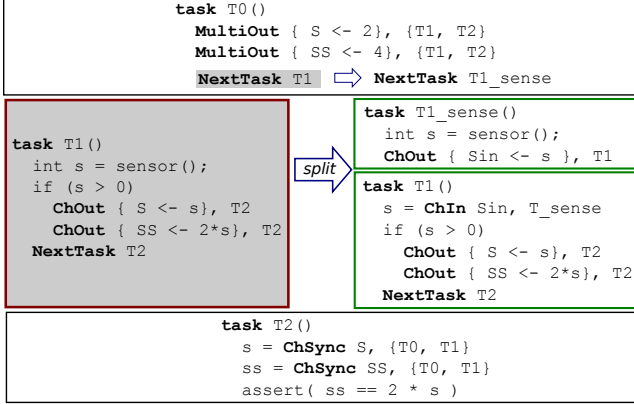 task T0()
MultiOut { S <- 2}, {T1, T2}
MultiOut { SS <- 4}, {T1, T2}
NextTask T1 NextTask T1_sense
task T1()
int s = sensor();
if (s > 0)
ChOut { S <- s}, T2
ChOut { SS <- 2*s}, T2
NextTask T2
split
task T1_sense()
int s = sensor();
ChOut { Sin <- s }, T1
task T1()
s = ChIn Sin, T_sense
if (s > 0)
ChOut { S <- s}, T2
ChOut { SS <- 2*s}, T2
NextTask T2
task T2()
s = ChSync S, {T0, T1}
ss = ChSync SS, {T0, T1}
assert( ss == 2 * s )